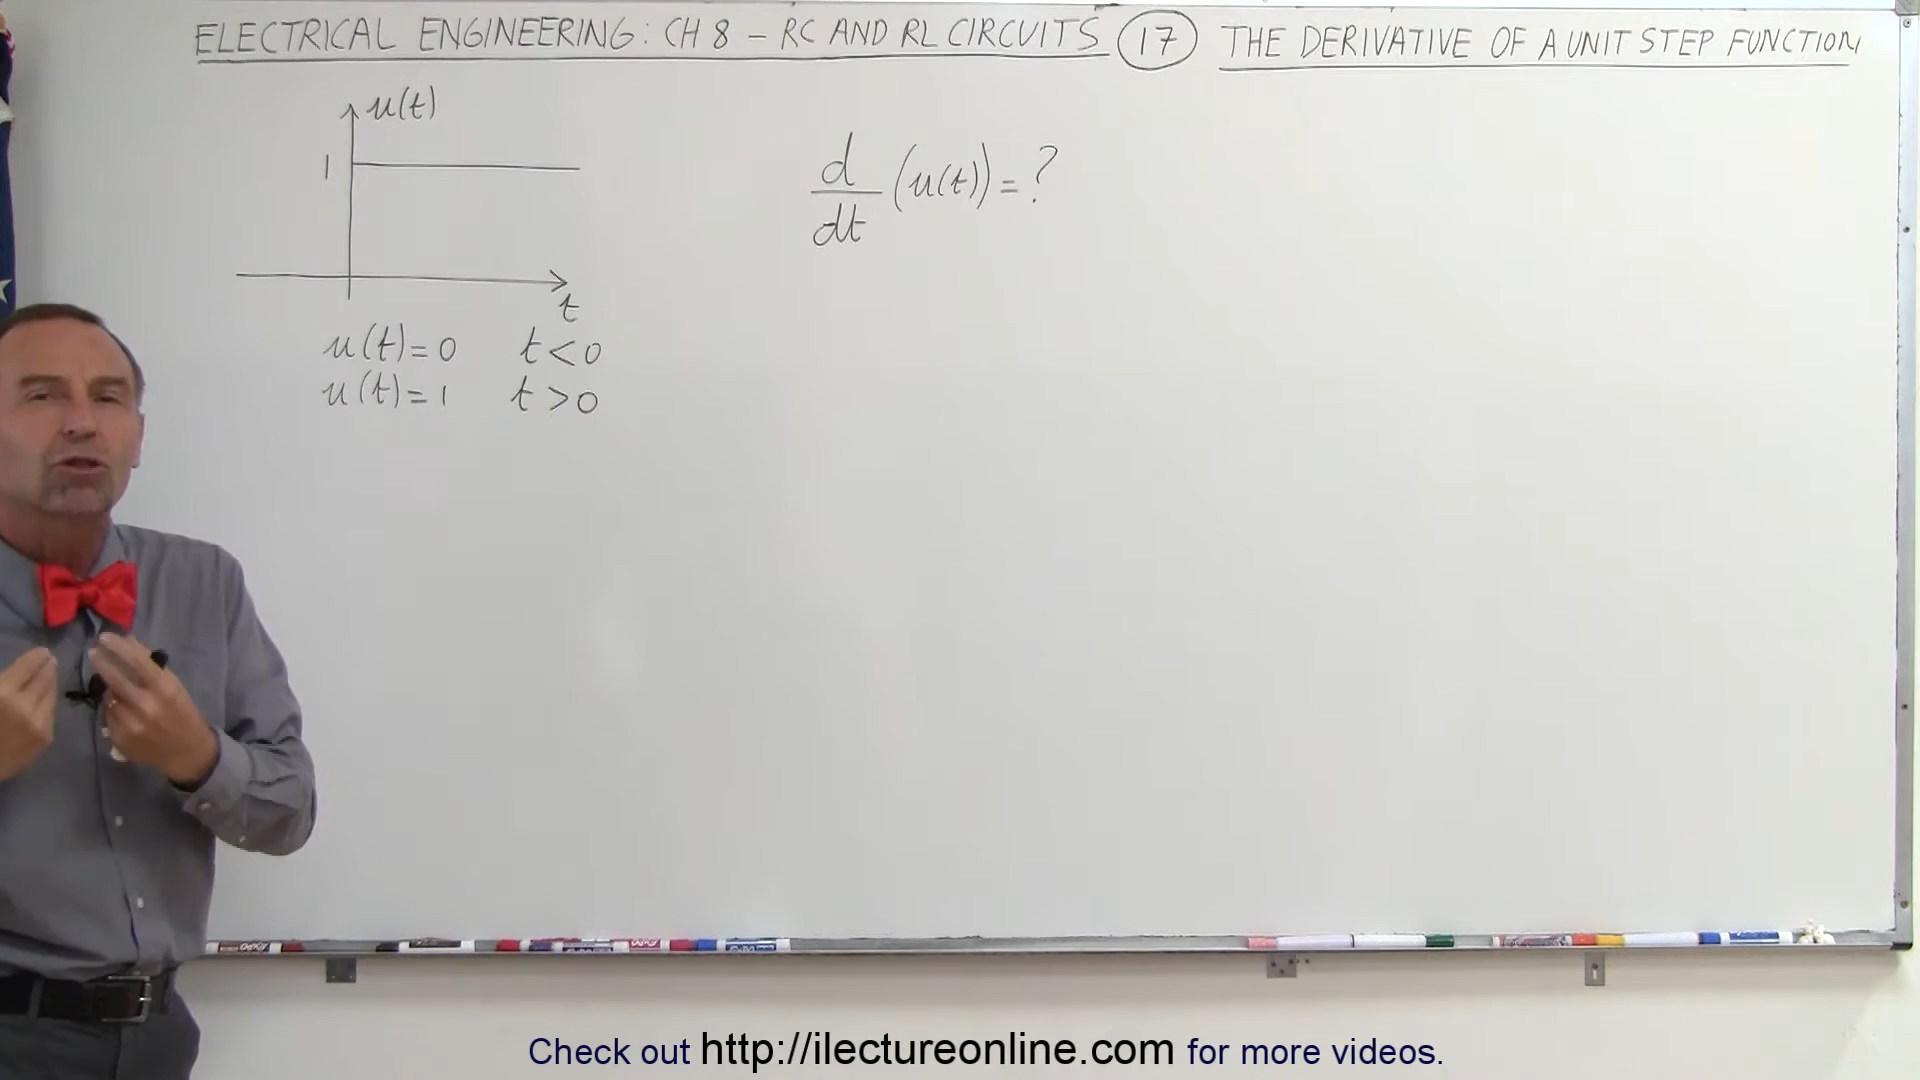 ELECTRICAL ENGINEERING: CH 8 – RC AND RL CIRCUITS (17) THE DERIVATIVE OF A UNIT STEP FUNCTION
u(t)
1
d/dt (u(t)) = ?
t
u(t) = 0 t < 0
u(t) = 1 t > 0
Check out http://ilectureonline.com for more videos.